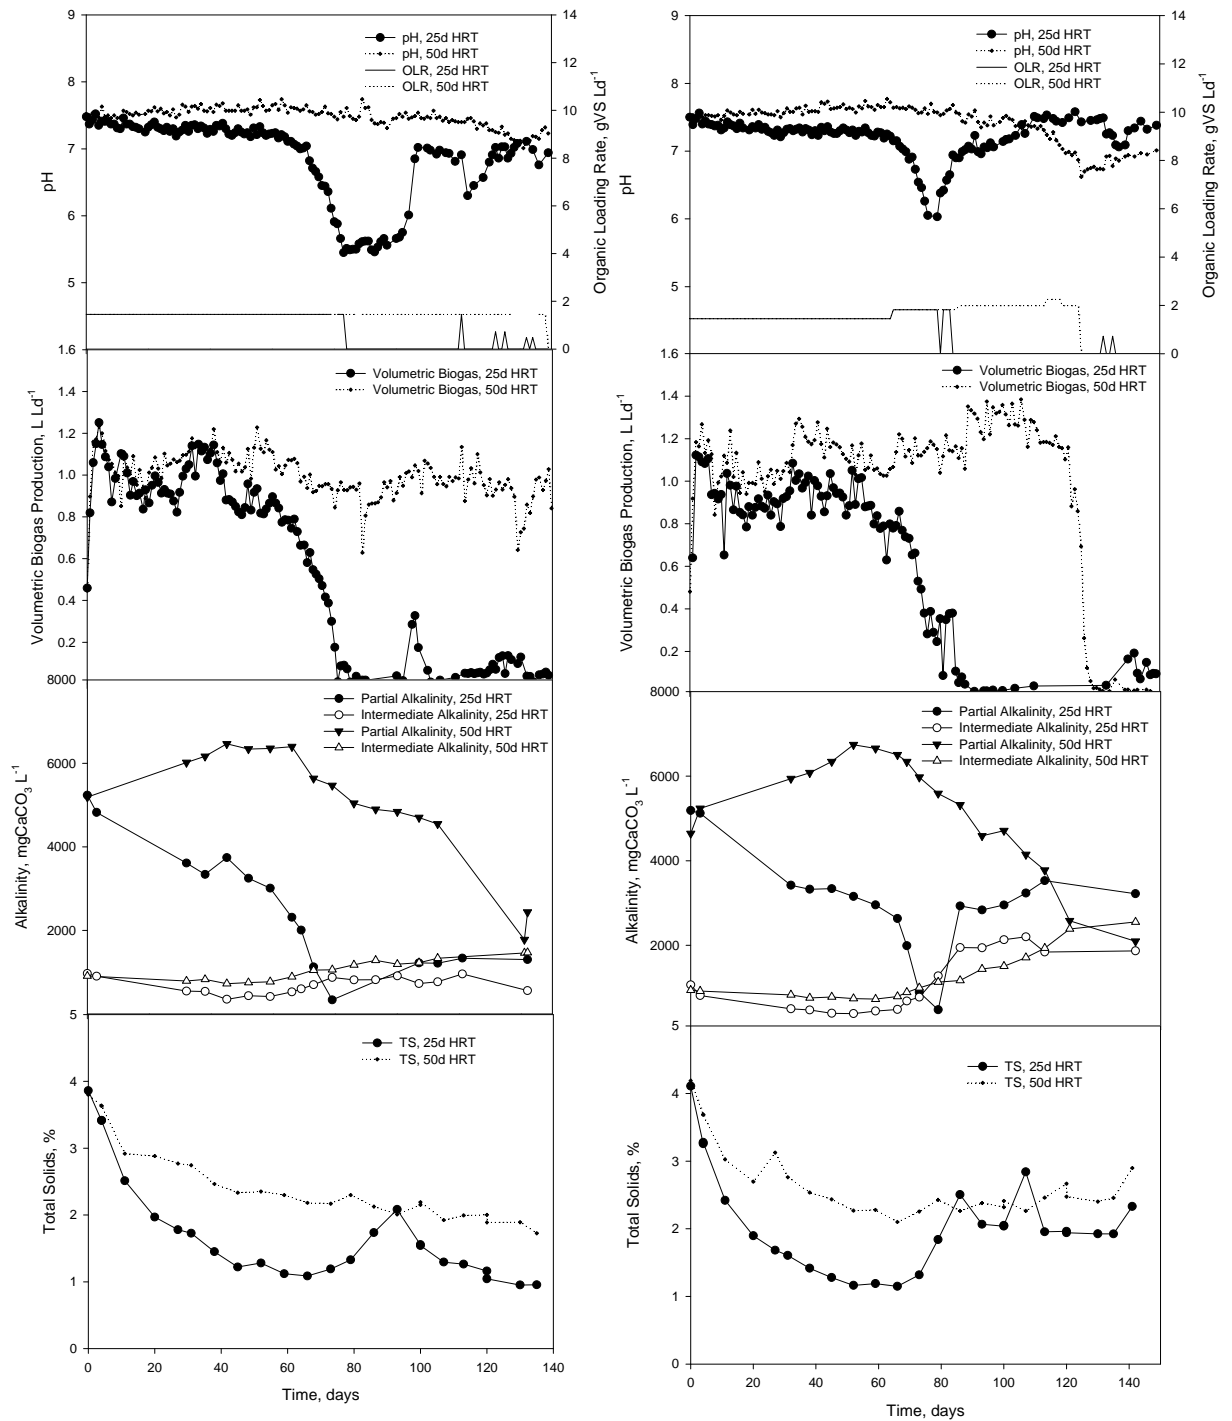 9
8
7
6
5
pH
14
12
10
8
6
4
2
0
Organic Loading Rate, gVS Ld-1
pH, 25d HRT
pH, 50d HRT
OLR, 25d HRT
OLR, 50d HRT
1.6
1.4
1.2
1.0
0.8
0.6
0.4
0.2
Volumetric Biogas Production, L Ld-1
Volumetric Biogas, 25d HRT
Volumetric Biogas, 50d HRT
8000
6000
4000
2000
Alkalinity, mgCaCO3 L-1
Partial Alkalinity, 25d HRT
Intermediate Alkalinity, 25d HRT
Partial Alkalinity, 50d HRT
Intermediate Alkalinity, 50d HRT
5
4
3
2
1
0
Total Solids, %
TS, 25d HRT
TS, 50d HRT
0 20 40 60 80 100 120 140
Time, days
9
8
7
6
5
pH
14
12
10
8
6
4
2
0
Organic Loading Rate, gVS Ld-1
pH, 25d HRT
pH, 50d HRT
OLR, 25d HRT
OLR, 50d HRT
1.6
1.4
1.2
1.0
0.8
0.6
0.4
0.2
Volumetric Biogas Production, L Ld-1
Volumetric Biogas, 25d HRT
Volumetric Biogas, 50d HRT
8000
6000
4000
2000
Alkalinity, mgCaCO3 L-1
Partial Alkalinity, 25d HRT
Intermediate Alkalinity, 25d HRT
Partial Alkalinity, 50d HRT
Intermediate Alkalinity, 50d HRT
5
4
3
2
1
0
Total Solids, %
TS, 25d HRT
TS, 50d HRT
0 20 40 60 80 100 120 140
Time, days